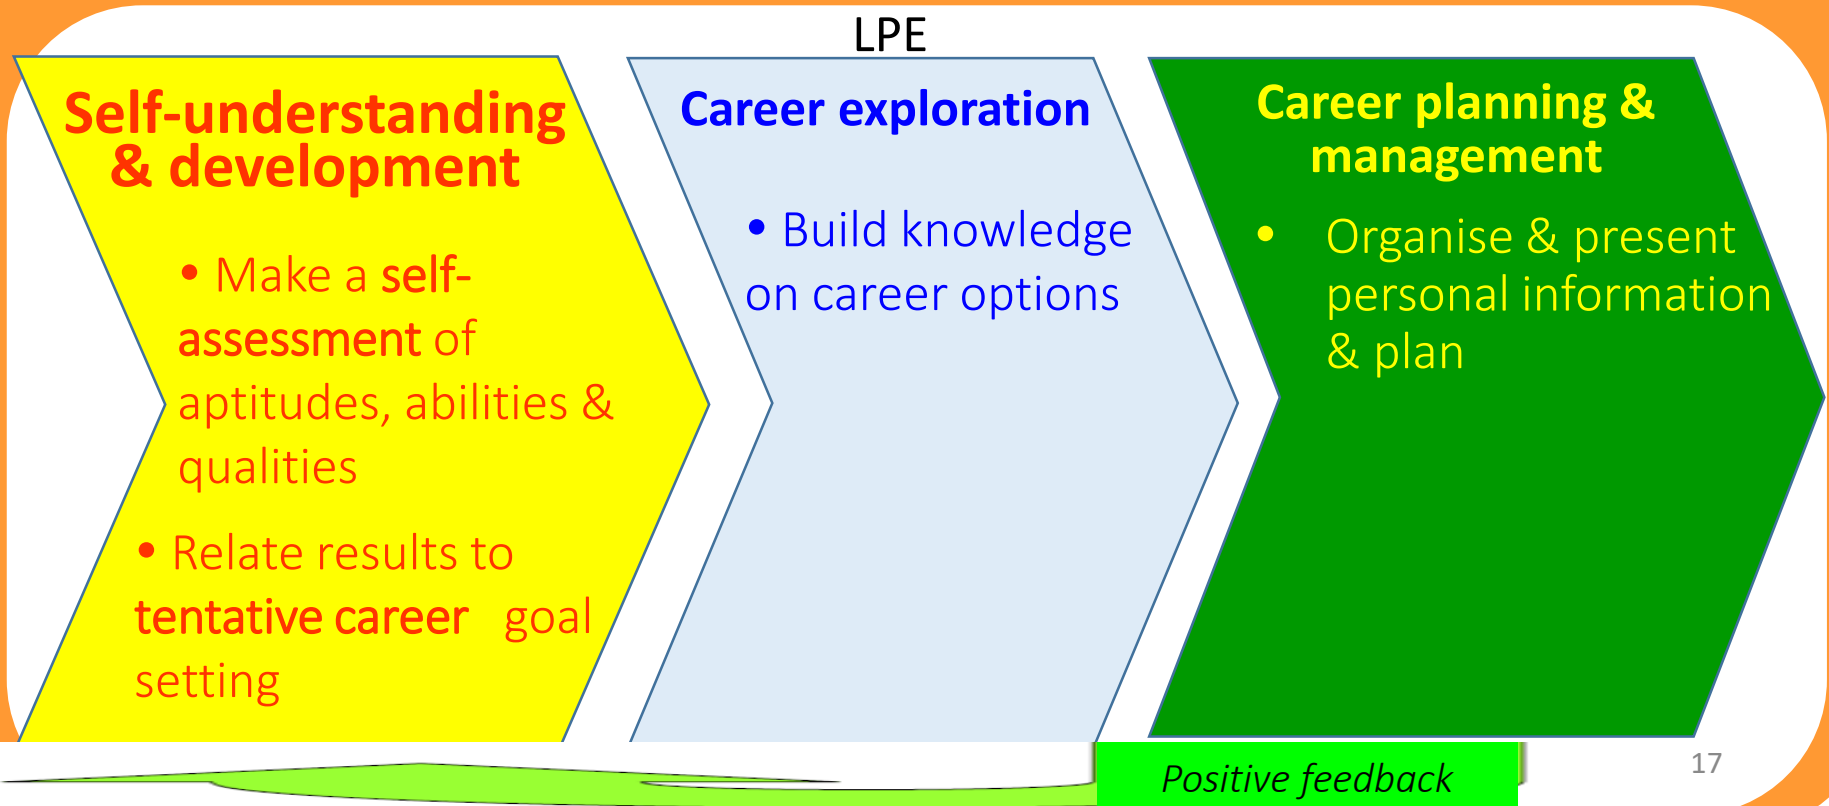 LPE
Self-understanding
& development
• Make a self-
assessment of
aptitudes, abilities &
qualities
• Relate results to
tentative career goal
setting
Career exploration
• Build knowledge
on career options
Career planning &
management
• Organise & present
personal information
& plan
Positive feedback
17